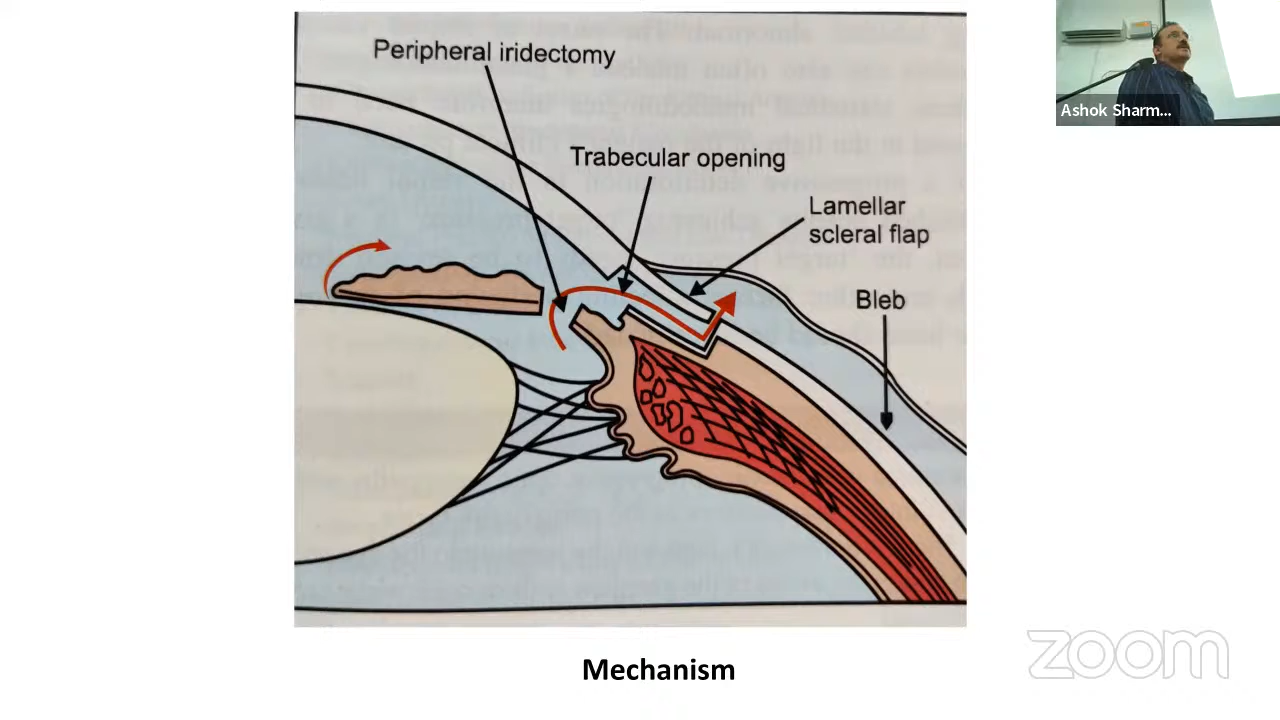 Peripheral iridectomy
Trabecular opening
Lamellar
scleral flap
Bleb
Ashok Sharm...
Mechanism
zoom